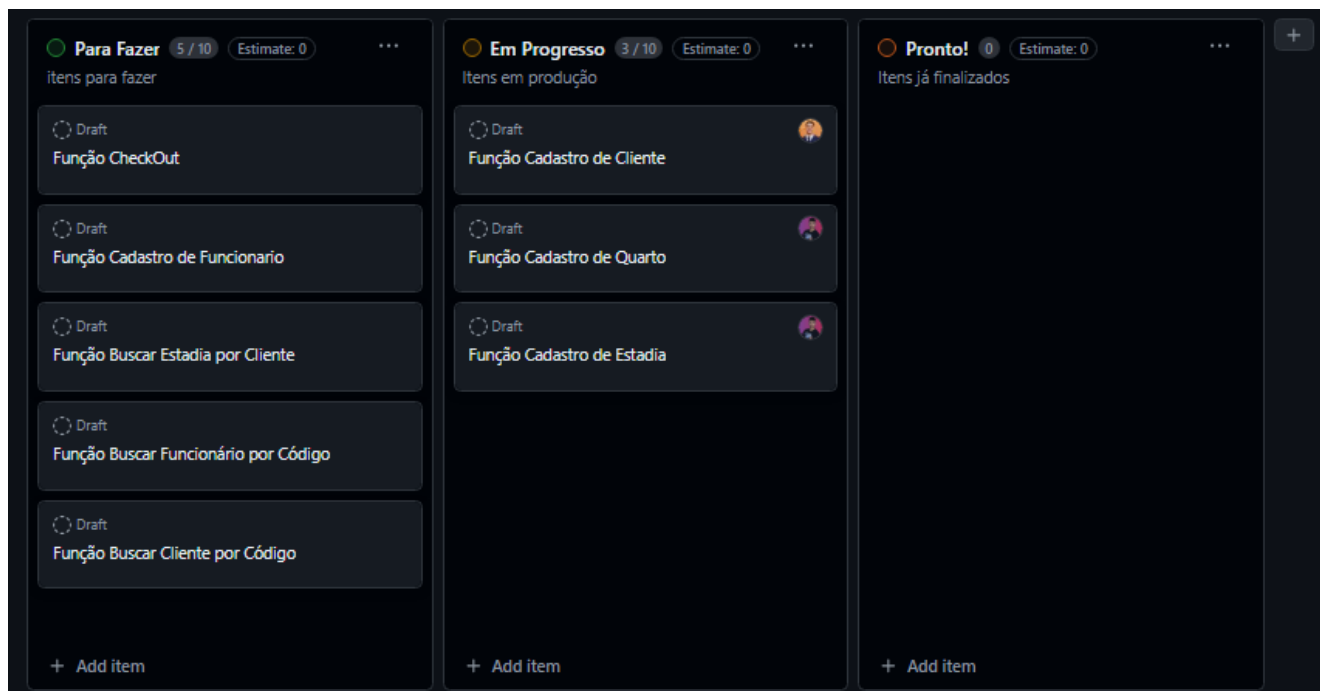 Para Fazer 5 / 10 Estimate: 0 ...
itens para fazer
Draft
Função CheckOut
Draft
Função Cadastro de Funcionario
Draft
Função Buscar Estadia por Cliente
Draft
Função Buscar Funcionário por Código
Draft
Função Buscar Cliente por Código
+ Add item
Em Progresso 3 / 10 Estimate: 0 ...
Itens em produção
Draft
Função Cadastro de Cliente
Draft
Função Cadastro de Quarto
Draft
Função Cadastro de Estadia
+ Add item
Pronto! 0 Estimate: 0 ...
Itens já finalizados
+ Add item
+